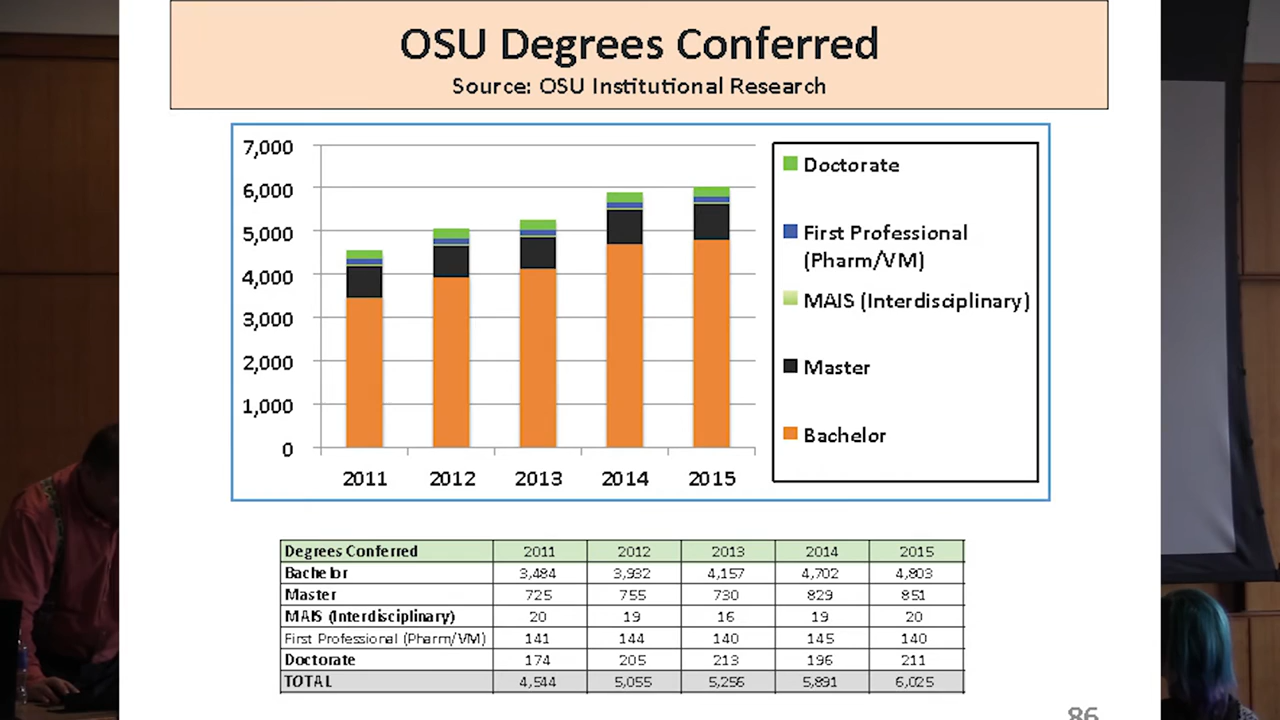 OSU Degrees Conferred
Source: OSU Institutional Research
7,000
6,000
5,000
4,000
3,000
2,000
1,000
0
2011 2012 2013 2014 2015
Doctorate
First Professional
(Pharm/VM)
MAIS (Interdisciplinary)
Master
Bachelor
Degrees Conferred 2011 2012 2013 2014 2015
Bachelor 3,484 3,932 4,157 4,702 4,803
Master 725 755 730 829 851
MAIS (Interdisciplinary) 20 19 16 19 20
First Professional (Pharm/VM) 141 144 140 145 140
Doctorate 174 205 213 196 211
TOTAL 4,544 5,055 5,256 5,891 6,025
86